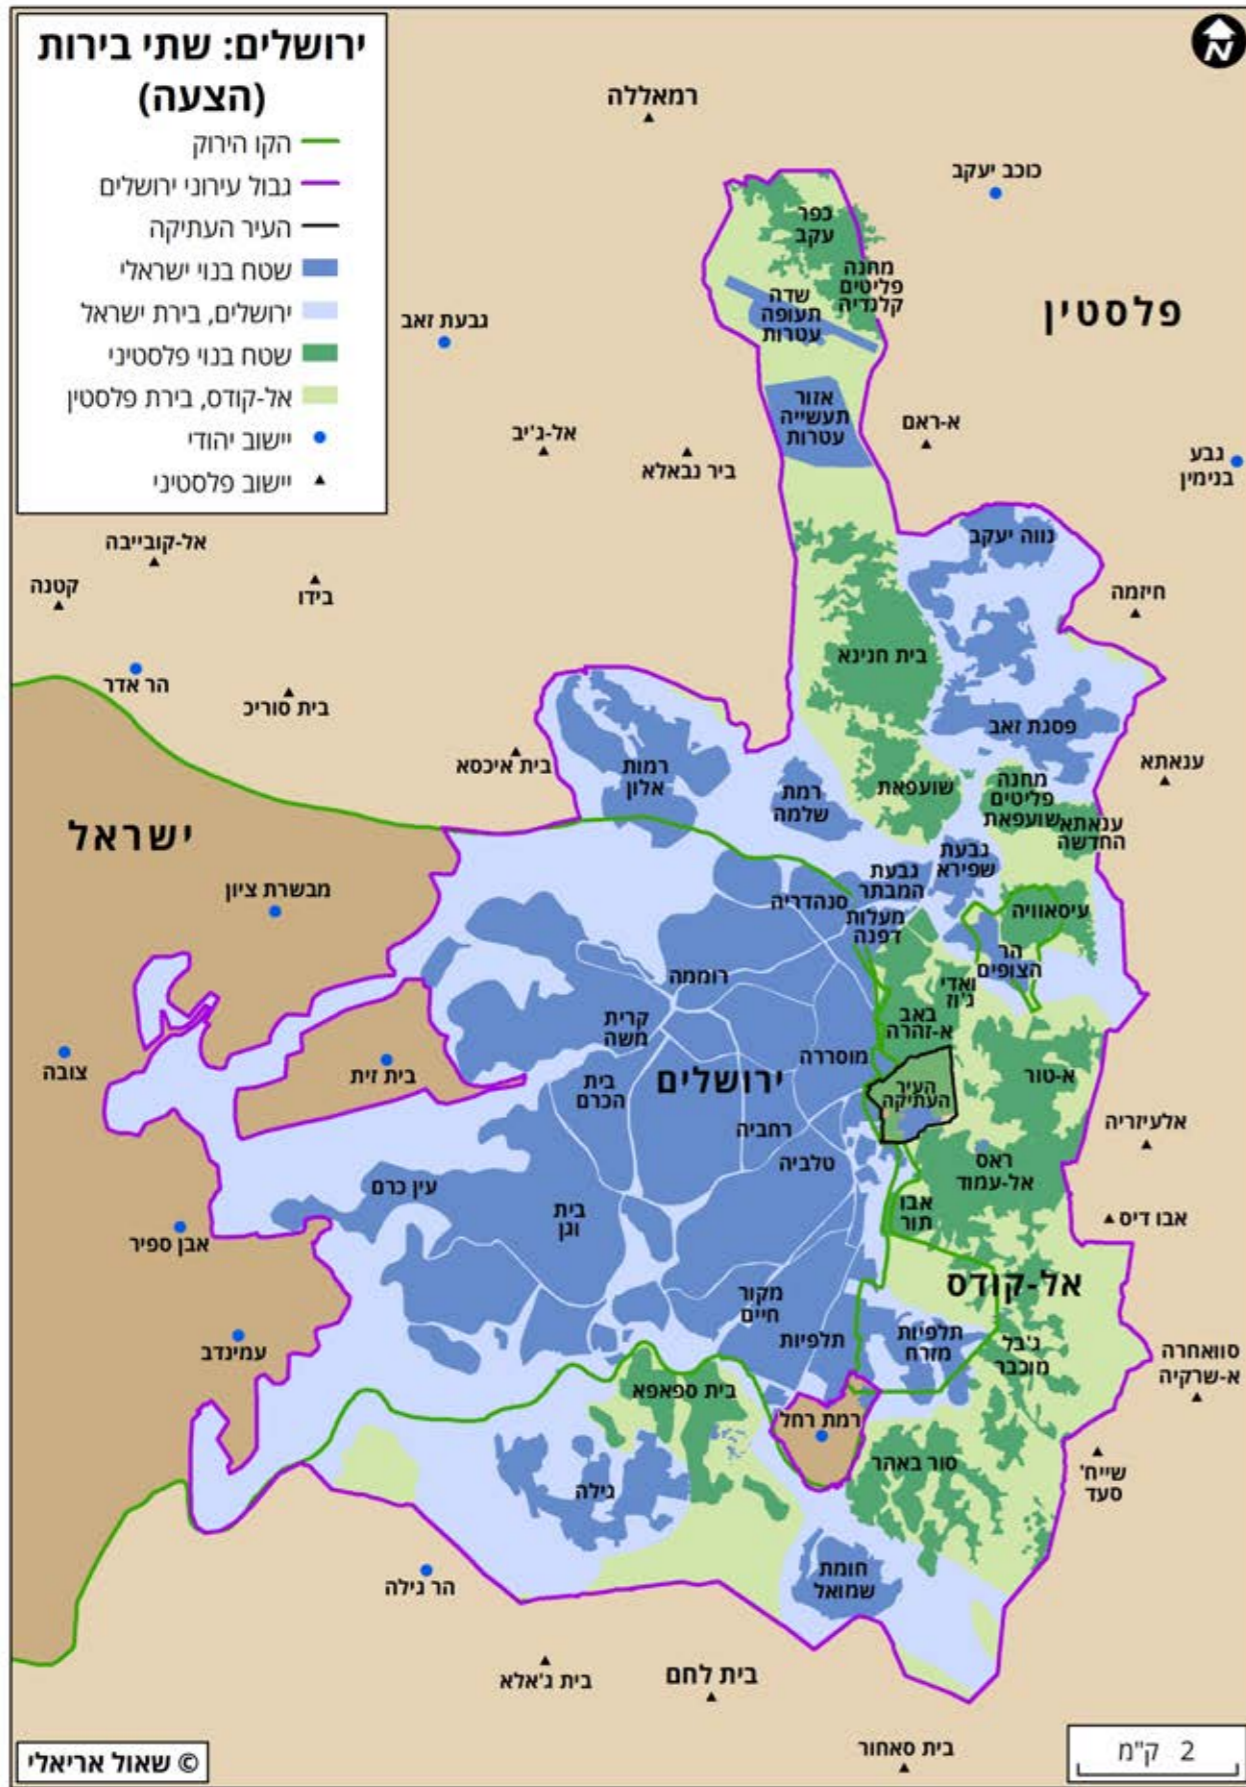 ירושלים: שתי בירות
(הצעה)
הקו הירוק
גבול עירוני ירושלים
העיר העתיקה
שטח בנוי ישראלי
ירושלים, בירת ישראל
שטח בנוי פלסטיני
אל-קודס, בירת פלסטין
יישוב יהודי
יישוב פלסטיני
N
רמאללה
כוכב יעקב
כפר
עקב
מחנה
פליטים
קלנדיה
פלסטין
שדה
תעופה
עטרות
גבעת זאב
אזור
תעשייה
עטרות
א-ראם
אל-ג'יב
ביר נבאלא
גבע
בנימין
נווה יעקב
אל-קובייבה
קטנה
בידו
חיזמה
בית חנינא
הר אדר
בית סוריכ
פסגת זאב
בית איכסא
רמות
אלון
רמת
שלמה
שועפאת
מחנה
פליטים
שועפאת
ענאתא
ענאתא
החדשה
ישראל
גבעת
שפירא
גבעת
המבתר
מבשרת ציון
סנהדריה
מעלות
דפנה
עיסאוויה
הר
הצופים
ואדי
ג'וז
רוממה
קרית
משה
באב
א-זהרה
מוסררה
צובה
בית זית
בית
הכרם
ירושלים
העיר
העתיקה
א-טור
רחביה
טלביה
אלעיזריה
ראס
אל-עמוד
עין כרם
בית
וגן
אבו
תור
אבו דיס
אבן ספיר
אל-קודס
מקור
חיים
תלפיות
תלפיות
מזרח
ג'בל
מוכבר
עמינדב
סוואחרה
א-שרקיה
בית ספאפא
רמת רחל
סור באהר
שייח'
סעד
גילה
חומת
שמואל
הר גילה
בית ג'אלא
בית לחם
בית סאחור
© שאול אריאלי
2 ק"מ